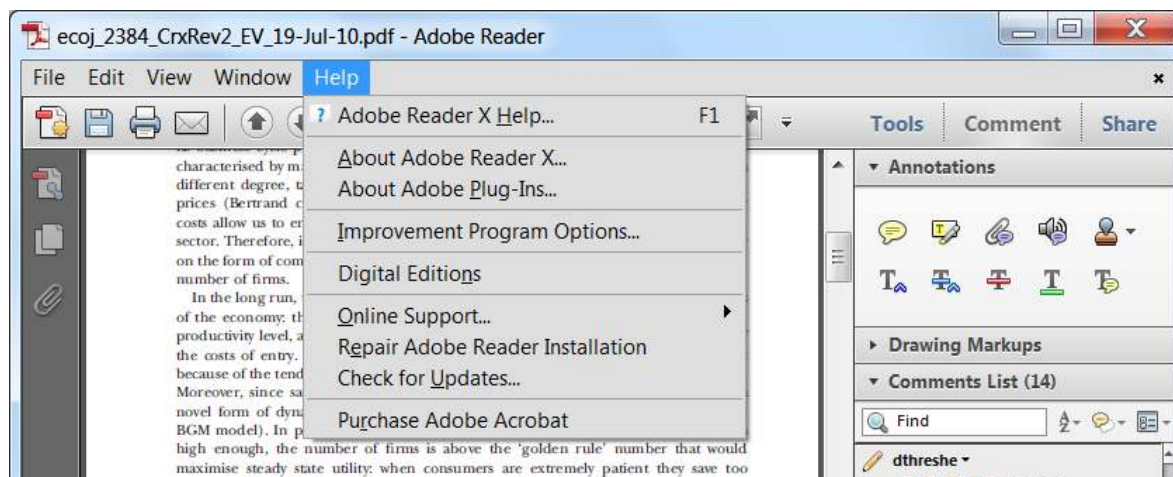 ecoj_2384_CrxRev2_EV_19-Jul-10.pdf - Adobe Reader
File Edit View Window Help
Adobe Reader X Help... F1
About Adobe Reader X...
About Adobe Plug-Ins...
Improvement Program Options...
Digital Editions
Online Support...
Repair Adobe Reader Installation
Check for Updates...
Purchase Adobe Acrobat
Tools Comment Share
Annotations
Drawing Markups
Comments List (14)
Find
dthreshe
characterised by
different degree,
prices (Bertrand
costs allow us to
sector. Therefore,
on the form of
number of firms.
In the long run,
of the economy:
productivity level,
the costs of entry.
because of the
Moreover, since
novel form of
BGM model). In
high enough, the number of firms is above the ‘golden rule’ number that would
maximise steady state utility: when consumers are extremely patient they save too